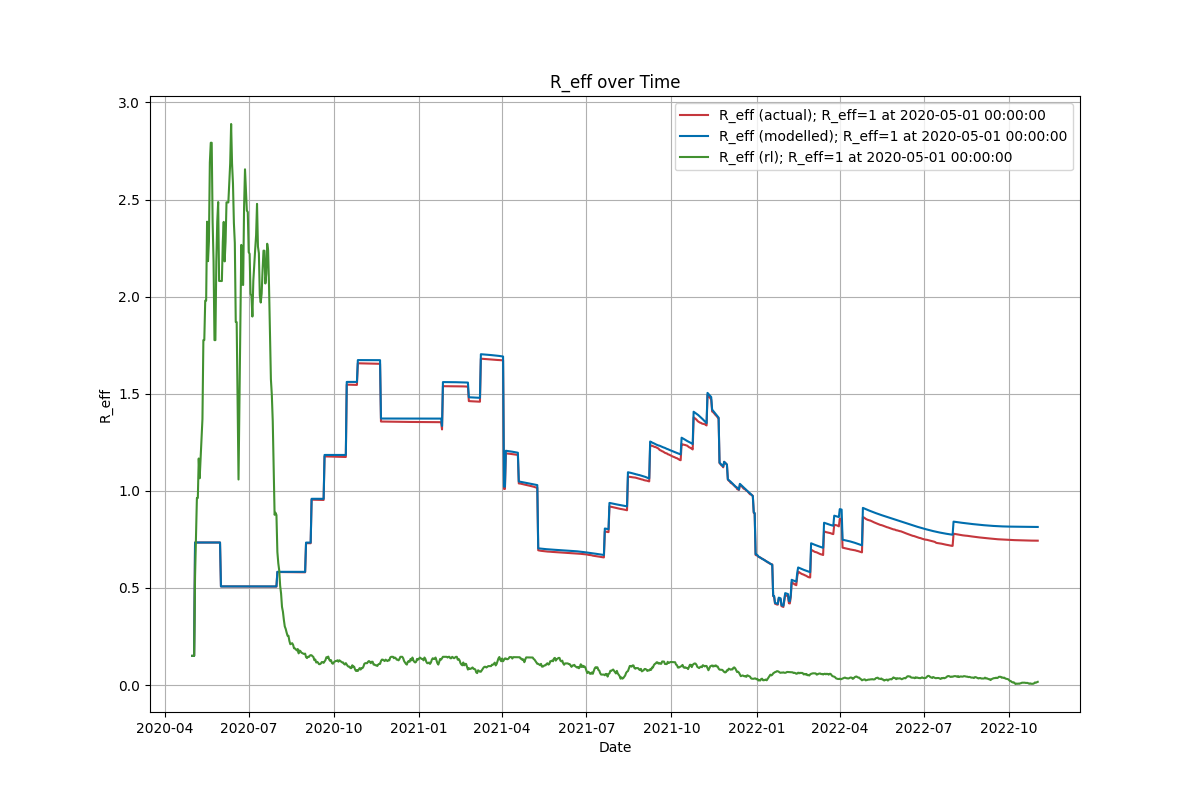 R_eff over Time
R_eff (actual); R_eff=1 at 2020-05-01 00:00:00
R_eff (modelled); R_eff=1 at 2020-05-01 00:00:00
R_eff (rl); R_eff=1 at 2020-05-01 00:00:00
3.0
2.5
2.0
1.5
1.0
0.5
0.0
R_eff
2020-04 2020-07 2020-10 2021-01 2021-04 2021-07 2021-10 2022-01 2022-04 2022-07 2022-10
Date